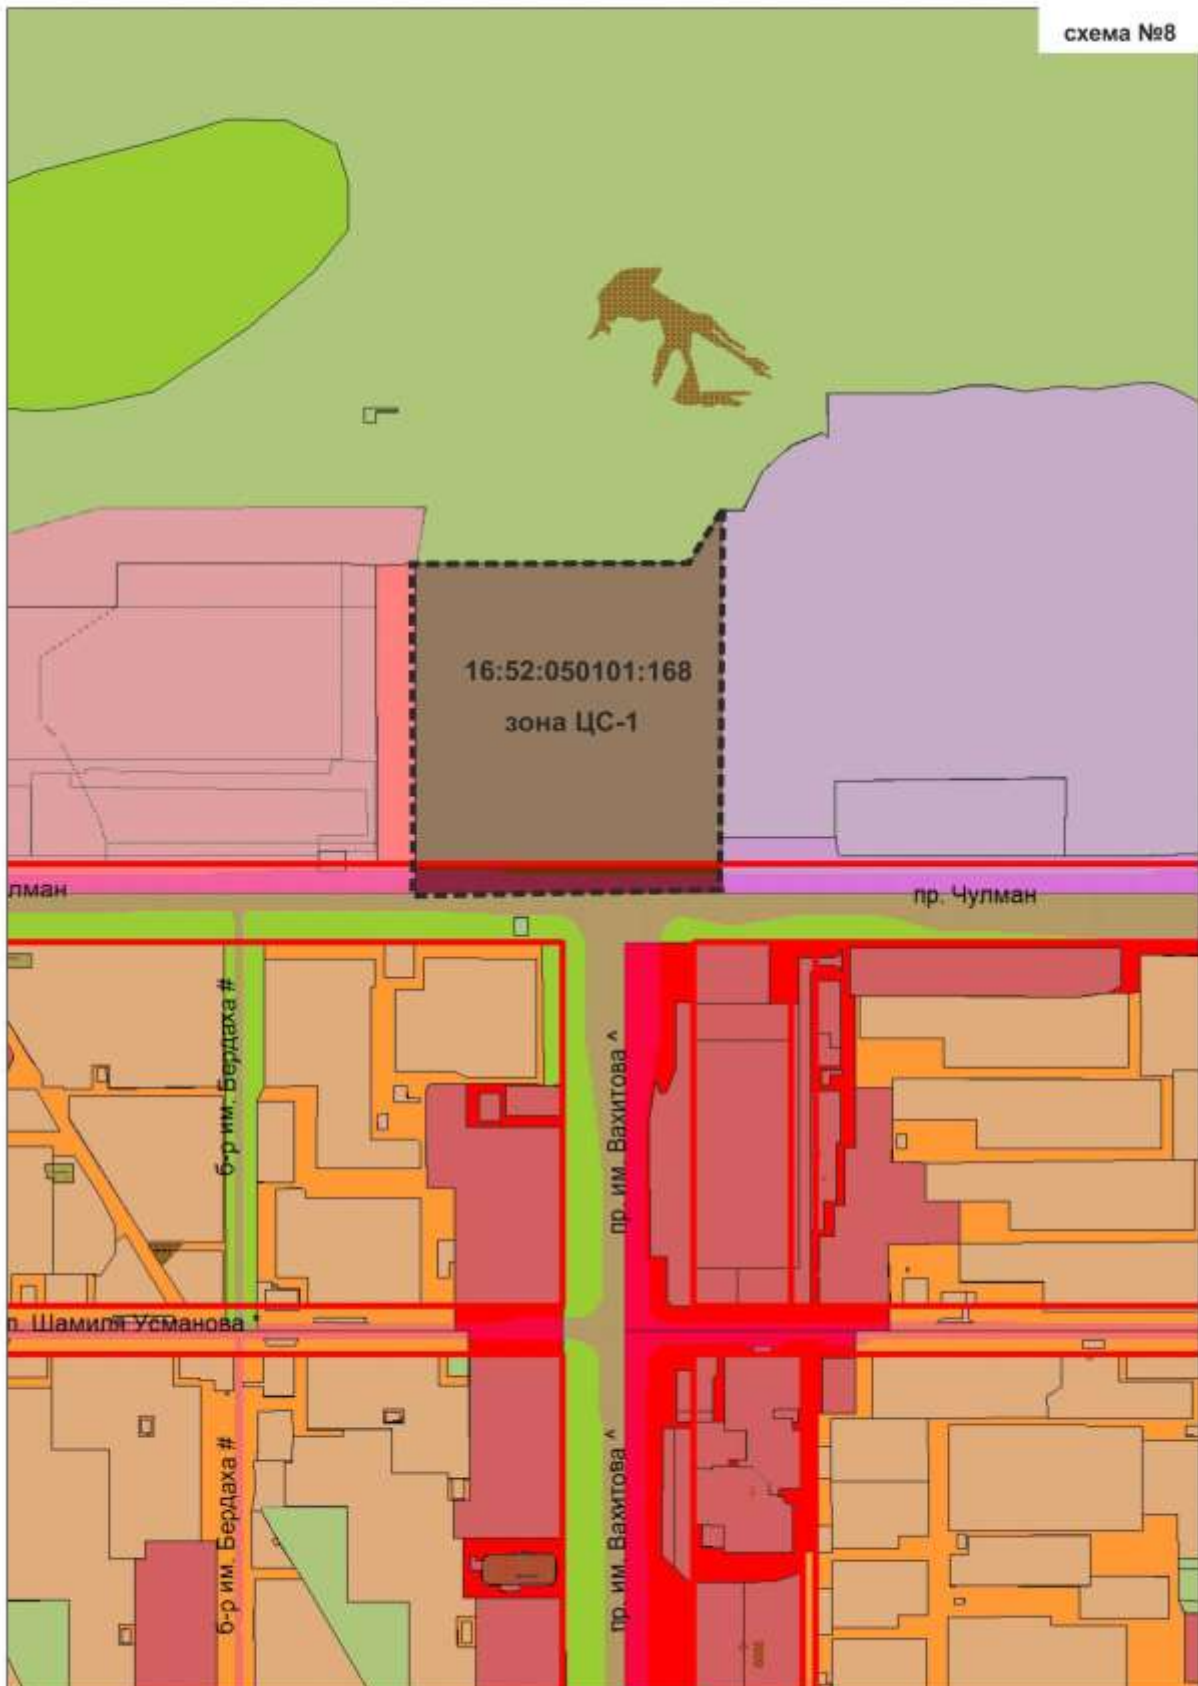 схема №8
16:52:050101:168
зона ЦС-1
лман
пр. Чулман
б-р им. Бердаха #
пр. им. Вахитова ^
п. Шамиля Усманова *
б-р им. Бердаха #
пр. им. Вахитова ^